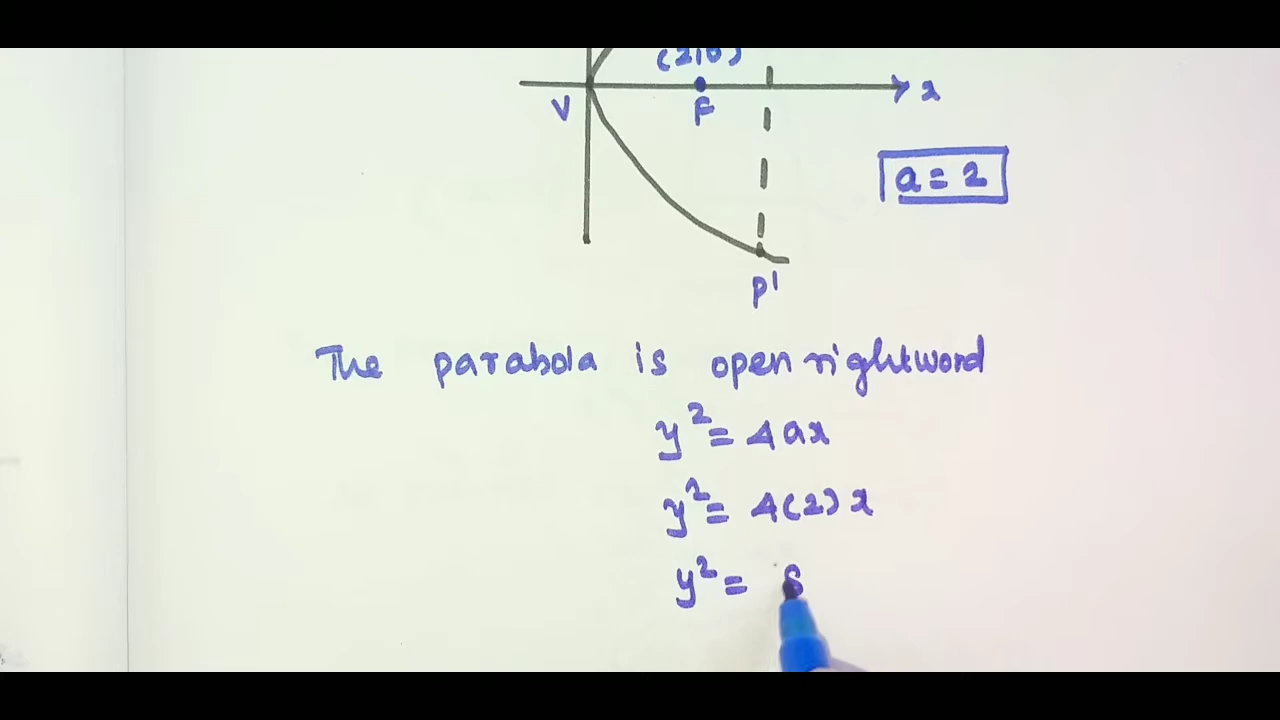 (2,0)
V F x
a = 2
P'
The parabola is open rightword
y² = 4ax
y² = 4(2)x
y² = 8